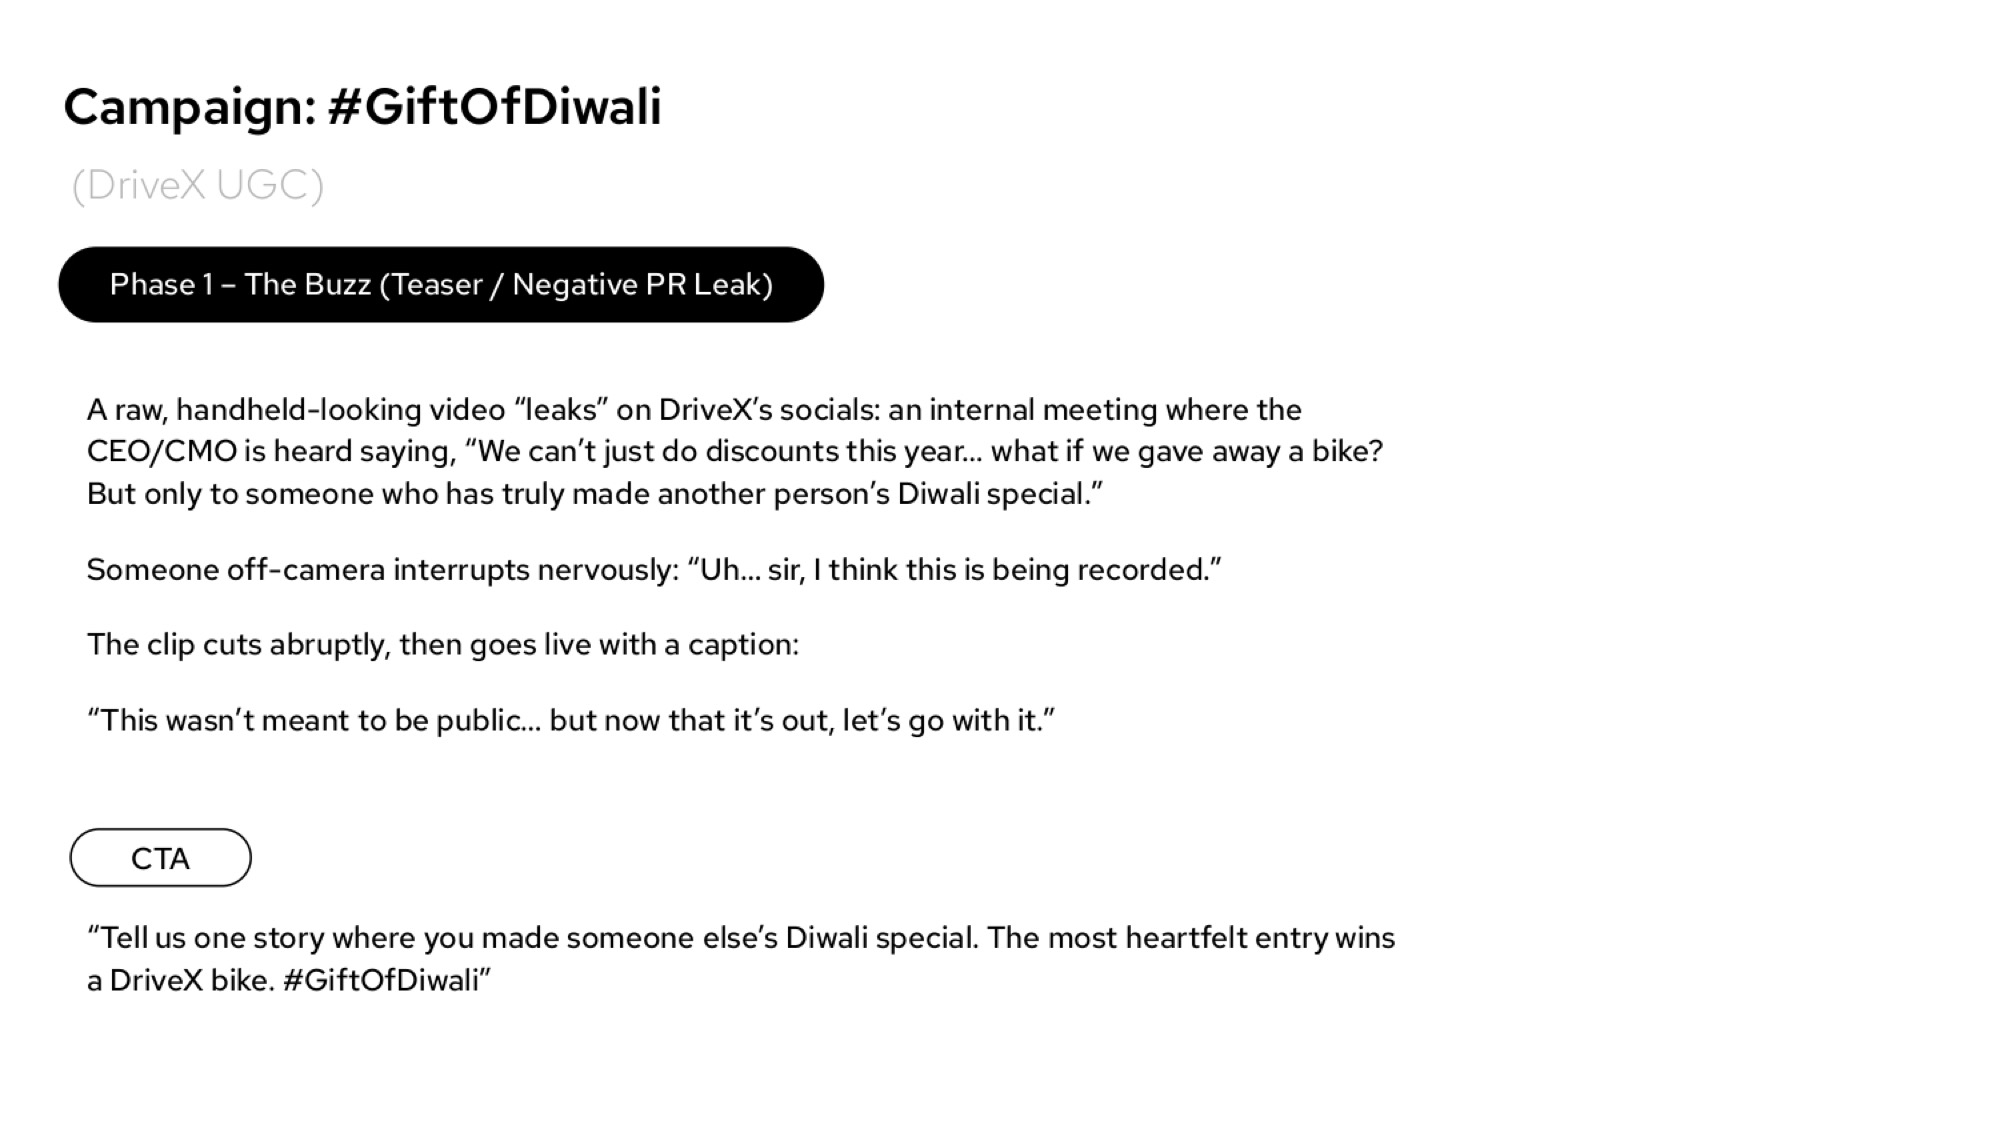 Campaign: #GiftOfDiwali
(DriveX UGC)
Phase 1 – The Buzz (Teaser / Negative PR Leak)
A raw, handheld-looking video “leaks” on DriveX’s socials: an internal meeting where the
CEO/CMO is heard saying, “We can’t just do discounts this year... what if we gave away a bike?
But only to someone who has truly made another person’s Diwali special.”
Someone off-camera interrupts nervously: “Uh... sir, I think this is being recorded.”
The clip cuts abruptly, then goes live with a caption:
“This wasn’t meant to be public... but now that it’s out, let’s go with it.”
CTA
“Tell us one story where you made someone else’s Diwali special. The most heartfelt entry wins
a DriveX bike. #GiftOfDiwali”